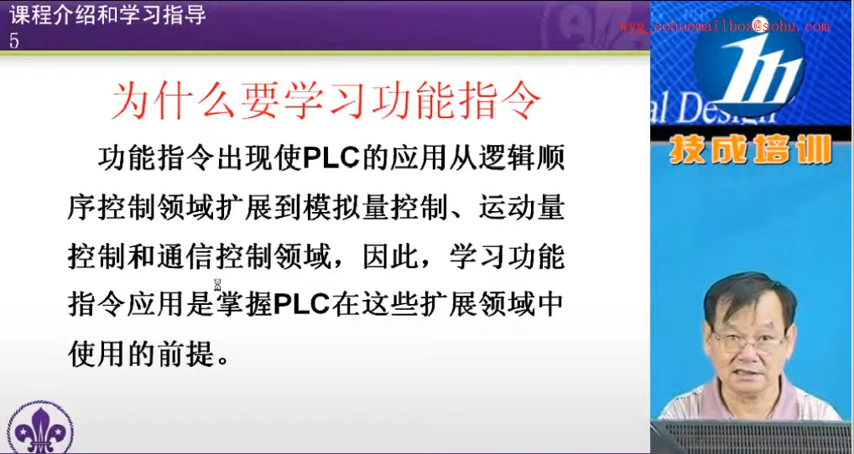 课程介绍和学习指导
5
wyg_soharmailbox@sohu.com
al Design
技成培训
为什么要学习功能指令
功能指令出现使PLC的应用从逻辑顺
序控制领域扩展到模拟量控制、运动量
控制和通信控制领域，因此，学习功能
指令应用是掌握PLC在这些扩展领域中
使用的前提。